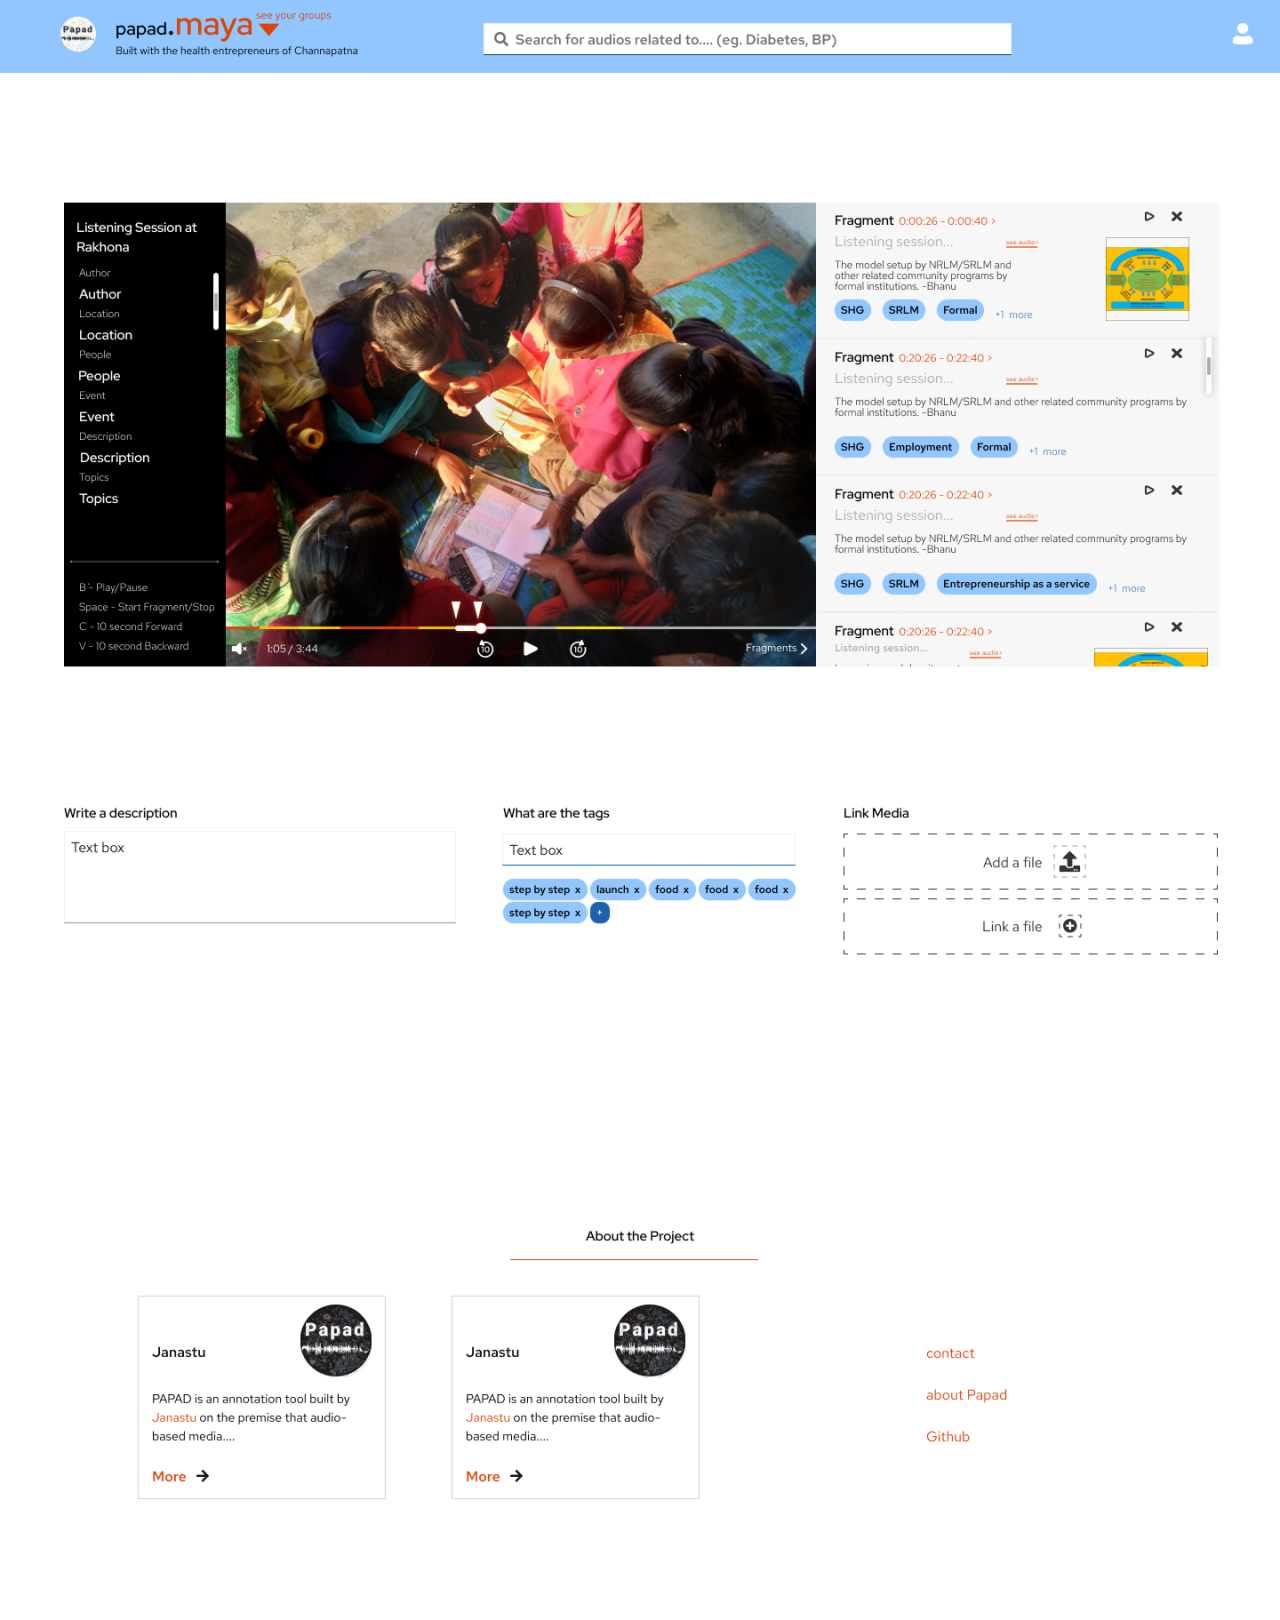 Papad
papad.maya
see your groups
Built with the health entrepreneurs of Channapatna
Search for audios related to.... (eg. Diabetes, BP)
Listening Session at
Rakhona
Author
Author
Location
Location
People
People
Event
Event
Description
Description
Topics
Topics
B - Play/Pause
Space - Start Fragment/Stop
C - 10 second Forward
V - 10 second Backward
1:05 / 3:44
10
10
Fragments
Fragment 0:00:26 - 0:00:40 >
Listening session...
see audio>
The model setup by NRLM/SRLM and
other related community programs by
formal institutions. -Bhanu
SHG SRLM Formal +1 more
Fragment 0:20:26 - 0:22:40 >
Listening session...
see audio>
The model setup by NRLM/SRLM and other related community programs by
formal institutions. -Bhanu
SHG Employment Formal +1 more
Fragment 0:20:26 - 0:22:40 >
Listening session...
see audio>
The model setup by NRLM/SRLM and other related community programs by
formal institutions. -Bhanu
SHG SRLM Entrepreneurship as a service +1 more
Fragment 0:20:26 - 0:22:40 >
Listening session...
see audio>
Write a description
Text box
What are the tags
Text box
step by step x launch x food x food x food x
step by step x +
Link Media
Add a file
Link a file
About the Project
Papad
Janastu
PAPAD is an annotation tool built by
Janastu on the premise that audio-
based media....
More
Papad
Janastu
PAPAD is an annotation tool built by
Janastu on the premise that audio-
based media....
More
contact
about Papad
Github